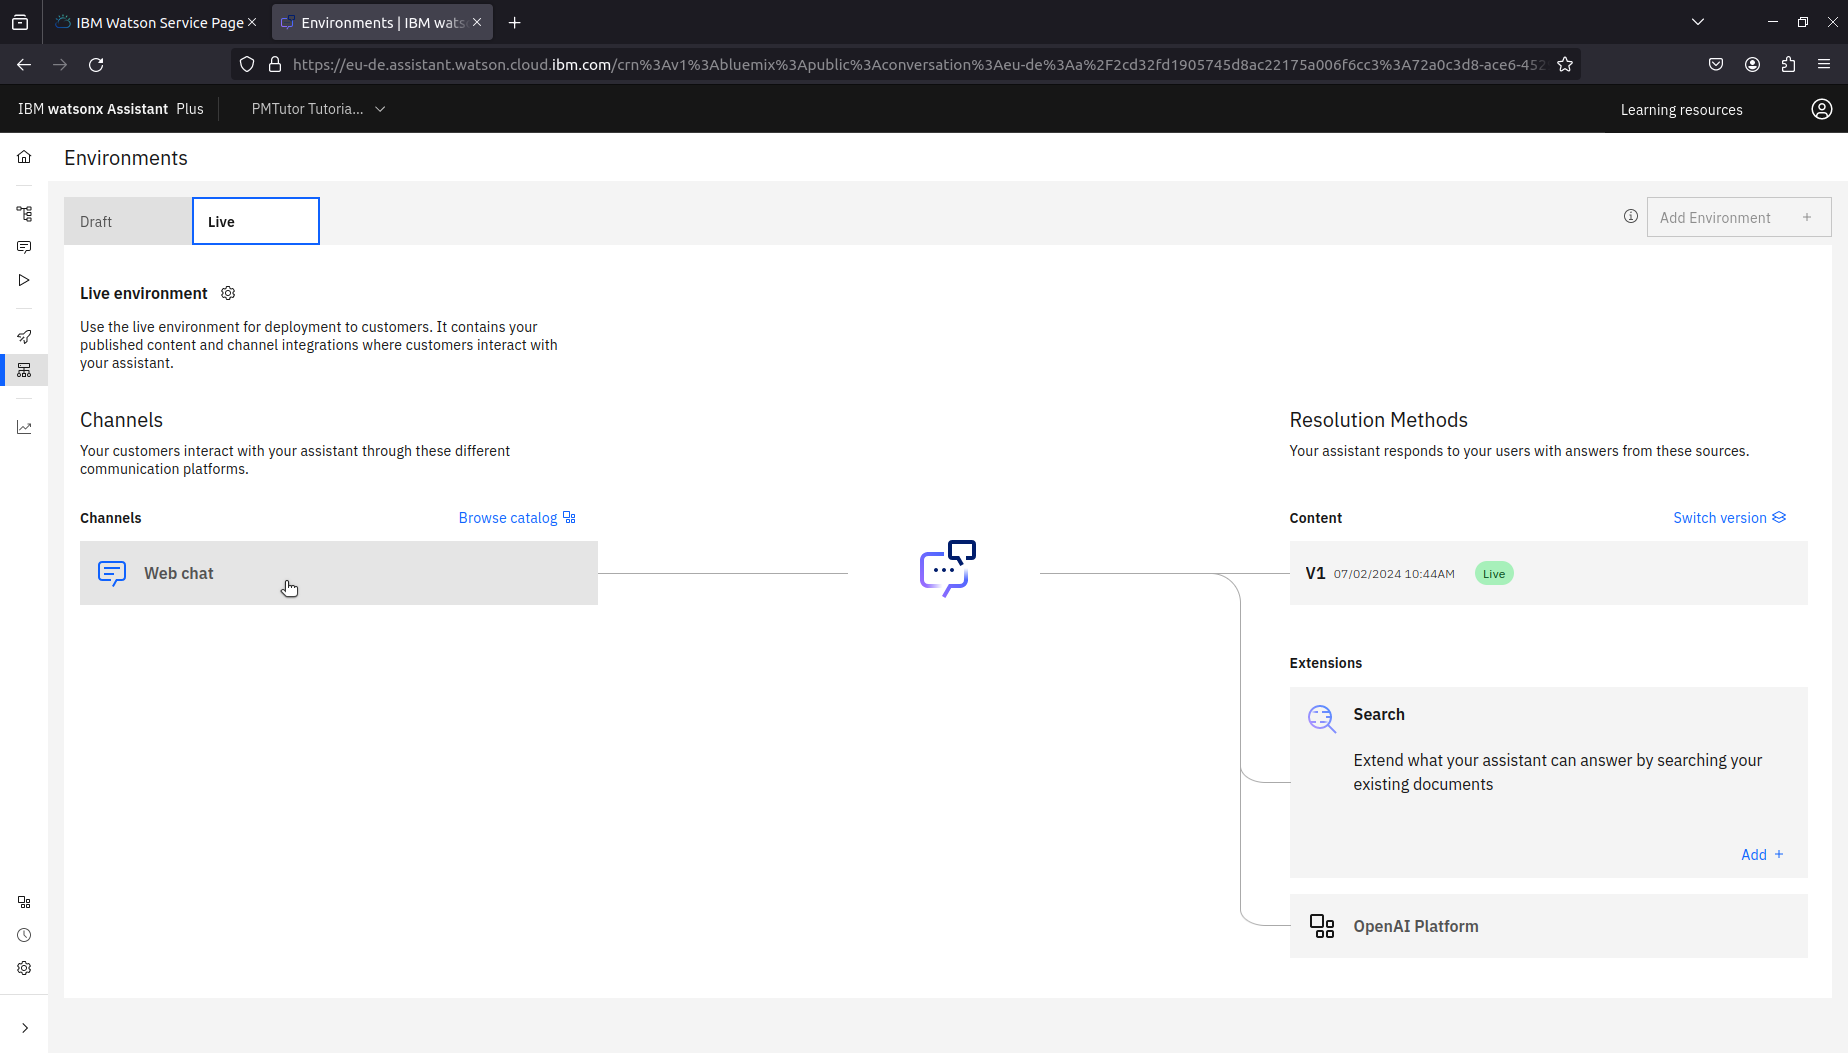 IBM Watson Service Page
Environments | IBM wats
https://eu-de.assistant.watson.cloud.ibm.com/crn%3Av1%3Abluemix%3Apublic%3Aconversation%3Aeu-de%3Aa%2F2cd32fd1905745d8ac22175a006f6cc3%3A72a0c3d8-ace6-452
IBM watsonx Assistant Plus
PMTutor Tutoria...
Learning resources
Environments
Draft
Live
Add Environment
Live environment
Use the live environment for deployment to customers. It contains your
published content and channel integrations where customers interact with
your assistant.
Channels
Your customers interact with your assistant through these different
communication platforms.
Channels
Browse catalog
Web chat
Resolution Methods
Your assistant responds to your users with answers from these sources.
Content
Switch version
V1 07/02/2024 10:44AM Live
Extensions
Search
Extend what your assistant can answer by searching your
existing documents
Add +
OpenAI Platform